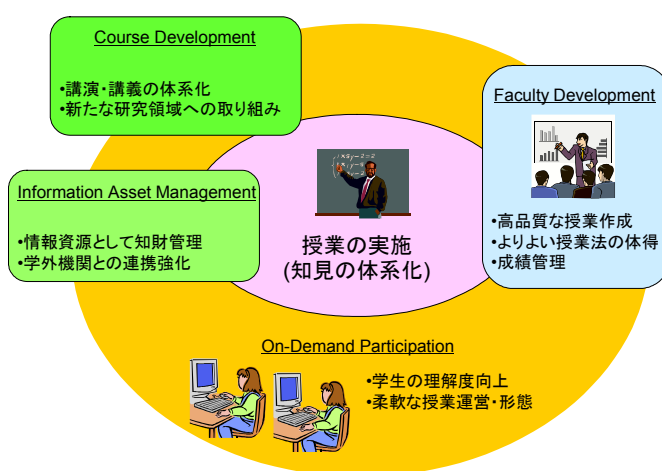 Course Development
•講演・講義の体系化
•新たな研究領域への取り組み
Faculty Development
•高品質な授業作成
•よりよい授業法の体得
•成績管理
Information Asset Management
•情報資源として知財管理
•学外機関との連携強化
授業の実施
(知見の体系化)
On-Demand Participation
•学生の理解度向上
•柔軟な授業運営・形態